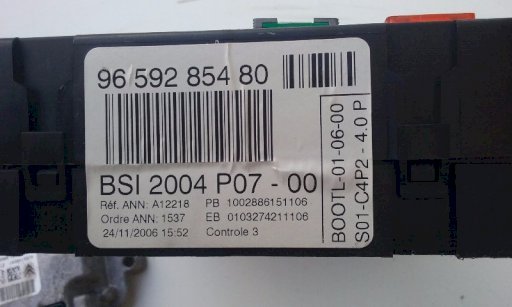 96 592 854 80
BSI 2004 P07 - 00
Réf. ANN: A12218 PB 1002886151106
Ordre ANN: 1537 EB 0103274211106
24/11/2006 15:52 Controle 3
BOOTL-01-06-00
S01-C4P2 - 4.0 P